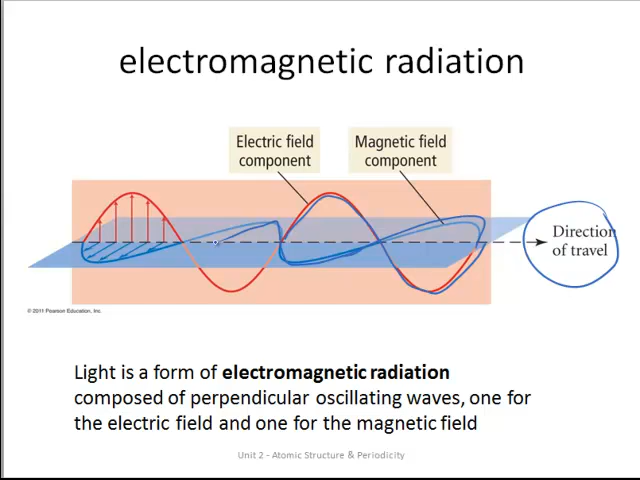 electromagnetic radiation
Electric field
component
Magnetic field
component
Direction
of travel
© 2011 Pearson Education, Inc.
Light is a form of electromagnetic radiation
composed of perpendicular oscillating waves, one for
the electric field and one for the magnetic field
Unit 2 - Atomic Structure & Periodicity